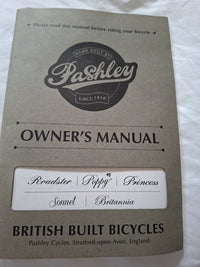 Please read this manual before riding your bicycle
HAND BUILT BY
Pashley
SINCE 1926
OWNER'S MANUAL
Roadster | Poppy | Princess
Sonnet | Britannia
BRITISH BUILT BICYCLES
Pashley Cycles, Stratford-upon-Avon, England